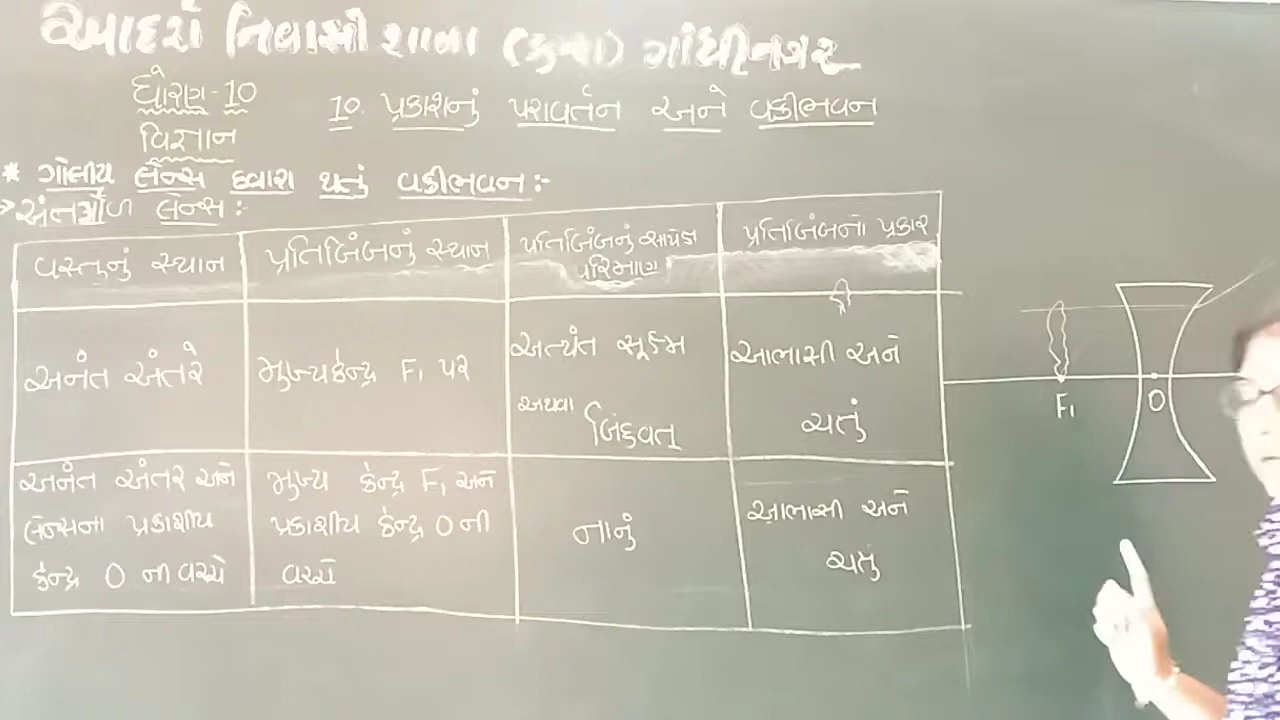 આદર્શ નિવાસી શાળા (કન્યા) ગાંધીનગર
ધોરણ-10
વિજ્ઞાન
10. પ્રકાશનું પરાવર્તન અને વક્રીભવન
* ગોલીય લેન્સ દ્વારા થતું વક્રીભવન:-
→ અંતર્ગોળ લેન્સ:
વસ્તુનું સ્થાન
પ્રતિબિંબનું સ્થાન
પ્રતિબિંબનું સાપેક્ષ
પરિમાણ
પ્રતિબિંબનો પ્રકાર
અનંત અંતરે
મુખ્યકેન્દ્ર F₁ પર
અત્યંત સૂક્ષ્મ
અથવા
બિંદુવત્
આભાસી અને
ચતું
અનંત અંતરે અને
લેન્સના પ્રકાશીય
કેન્દ્ર O ની વચ્ચે
મુખ્ય કેન્દ્ર F₁ અને
પ્રકાશીય કેન્દ્ર O ની
વચ્ચે
નાનું
આભાસી અને
ચતું
F₁
O